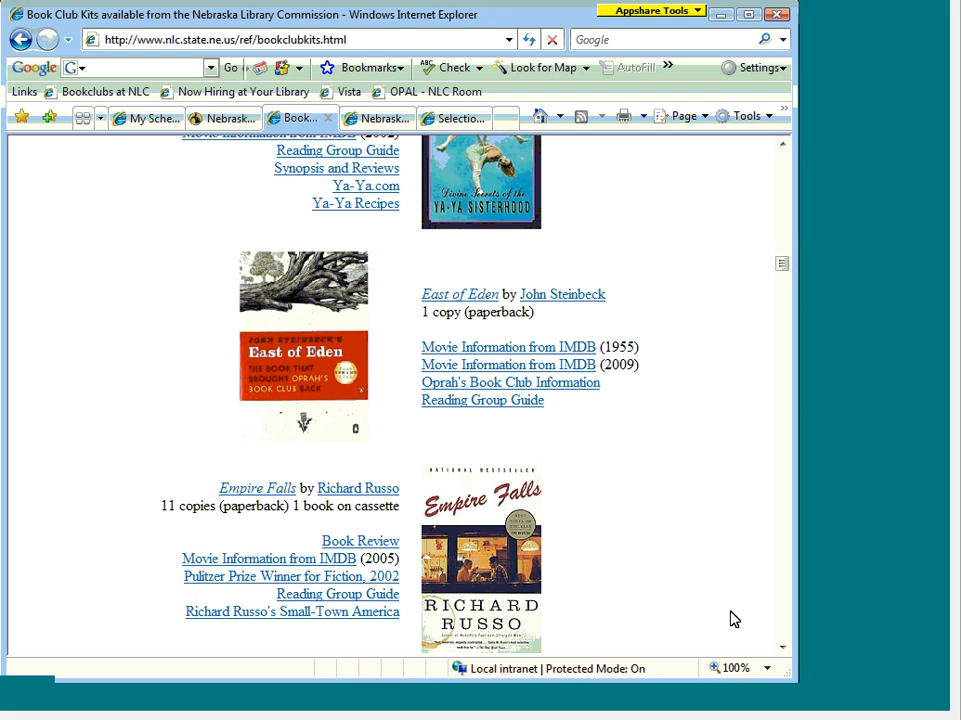 Book Club Kits available from the Nebraska Library Commission - Windows Internet Explorer
Appshare Tools
http://www.nlc.state.ne.us/ref/bookclubkits.html
Google
Google G Go Bookmarks ABC Check Look for Map AutoFill » Settings
Links Bookclubs at NLC Now Hiring at Your Library Vista OPAL - NLC Room
My Sche... Nebrask... Book... Nebrask... Selectio... Page Tools »
Movie Information from IMDB (2002)
Reading Group Guide
Synopsis and Reviews
Ya-Ya.com
Ya-Ya Recipes
Divine Secrets of the
YA-YA SISTERHOOD
JOHN STEINBECK'S
East of Eden
THE BOOK THAT
BROUGHT OPRAH'S
BOOK CLUB BACK
East of Eden by John Steinbeck
1 copy (paperback)
Movie Information from IMDB (1955)
Movie Information from IMDB (2009)
Oprah's Book Club Information
Reading Group Guide
Empire Falls by Richard Russo
11 copies (paperback) 1 book on cassette
Book Review
Movie Information from IMDB (2005)
Pulitzer Prize Winner for Fiction, 2002
Reading Group Guide
Richard Russo's Small-Town America
NATIONAL BESTSELLER
Empire Falls
RICHARD
RUSSO
Local intranet | Protected Mode: On
100%